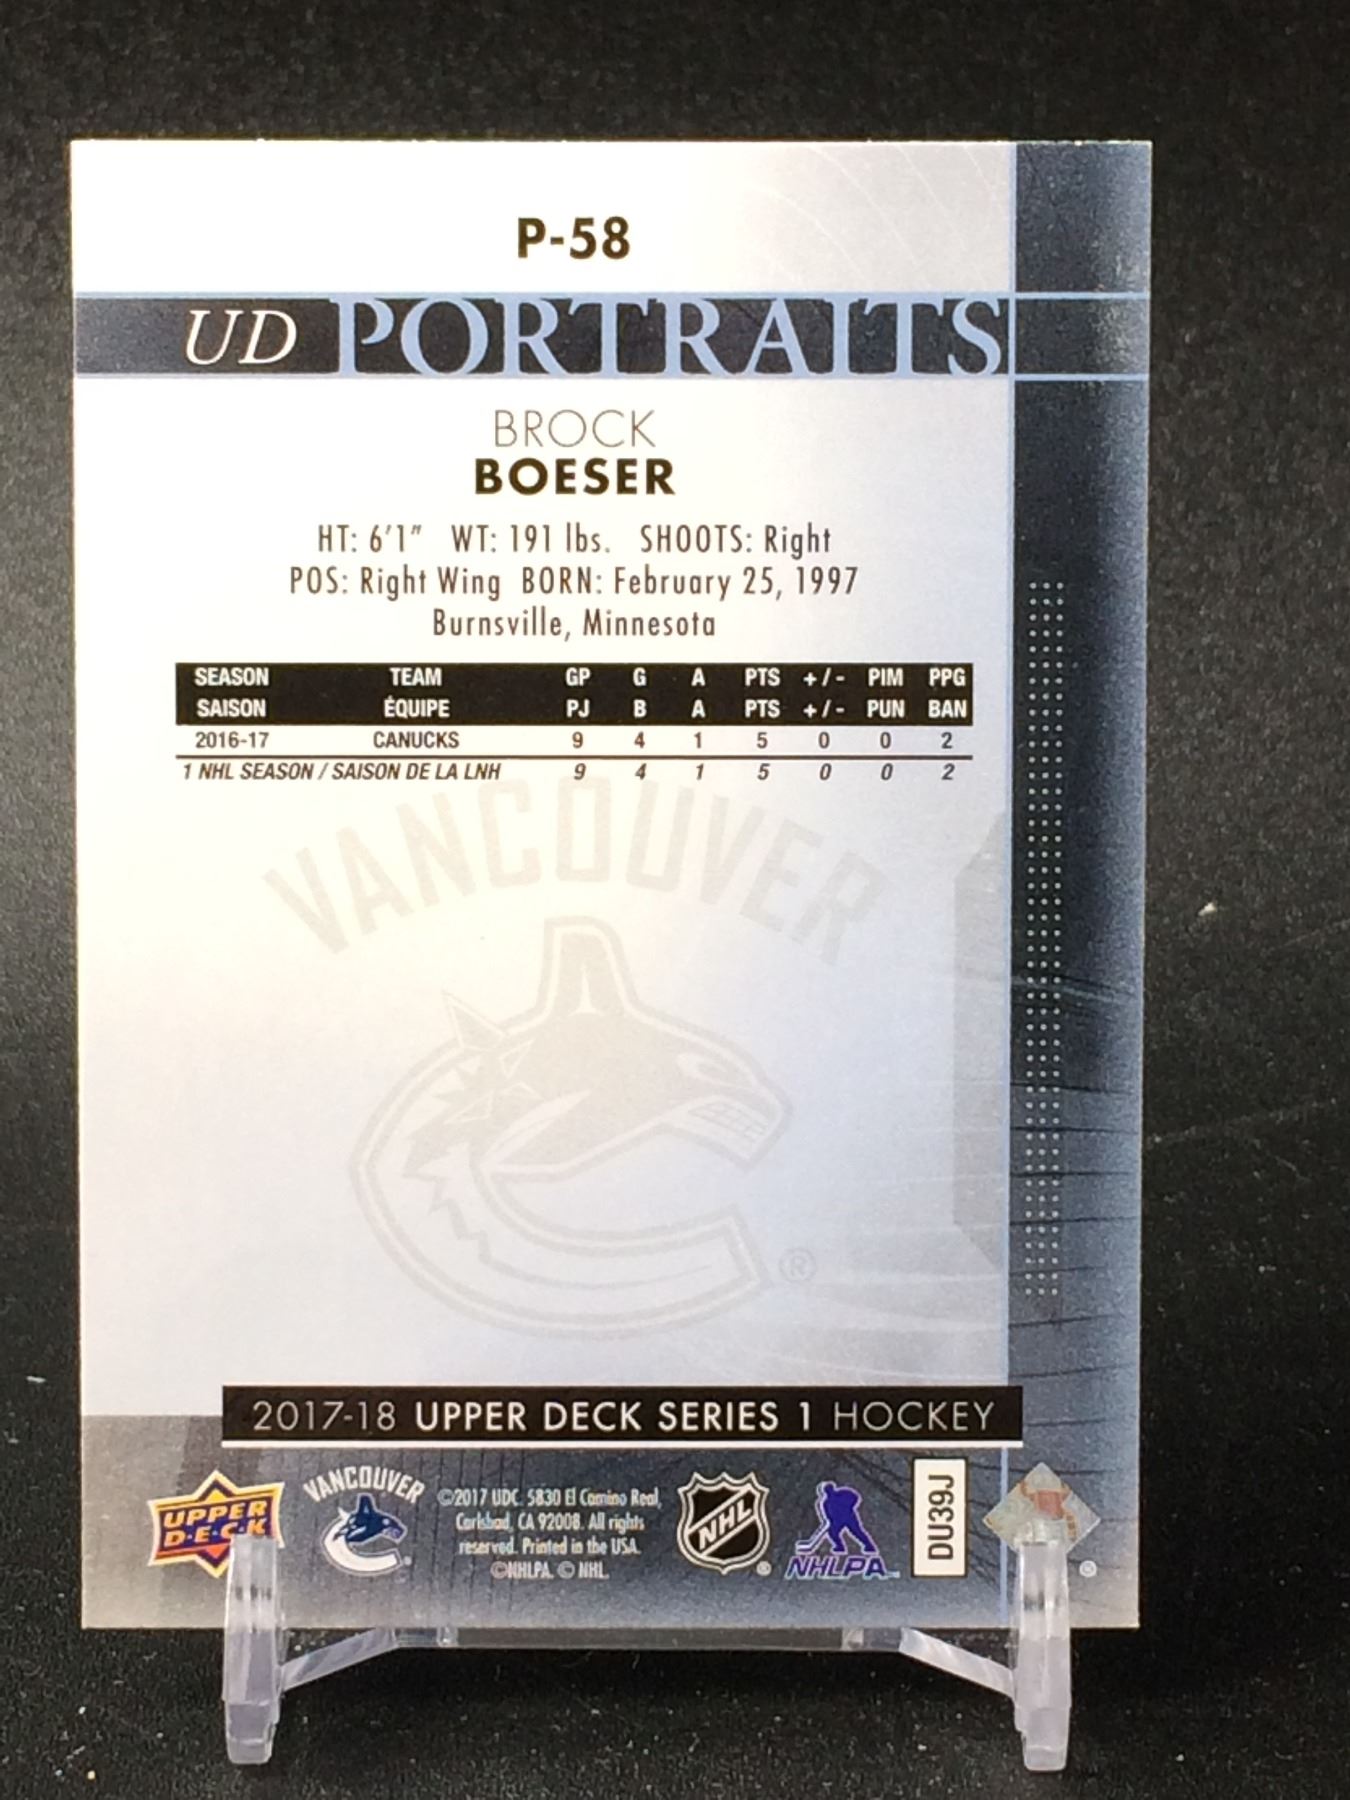 P-58
UD PORTRAITS
BROCK
BOESER
HT: 6'1" WT: 191 lbs. SHOOTS: Right
POS: Right Wing BORN: February 25, 1997
Burnsville, Minnesota
SEASON TEAM GP G A PTS +/- PIM PPG
SAISON ÉQUIPE PJ B A PTS +/- PUN BAN
2016-17 CANUCKS 9 4 1 5 0 0 2
1 NHL SEASON / SAISON DE LA LNH 9 4 1 5 0 0 2
VANCOUVER
®
2017-18 UPPER DECK SERIES 1 HOCKEY
UPPER
D·E·C·K
VANCOUVER
©2017 UDC. 5830 El Camino Real,
Carlsbad, CA 92008. All rights
reserved. Printed in the USA.
©NHLPA. © NHL.
NHL
NHLPA
DU39J